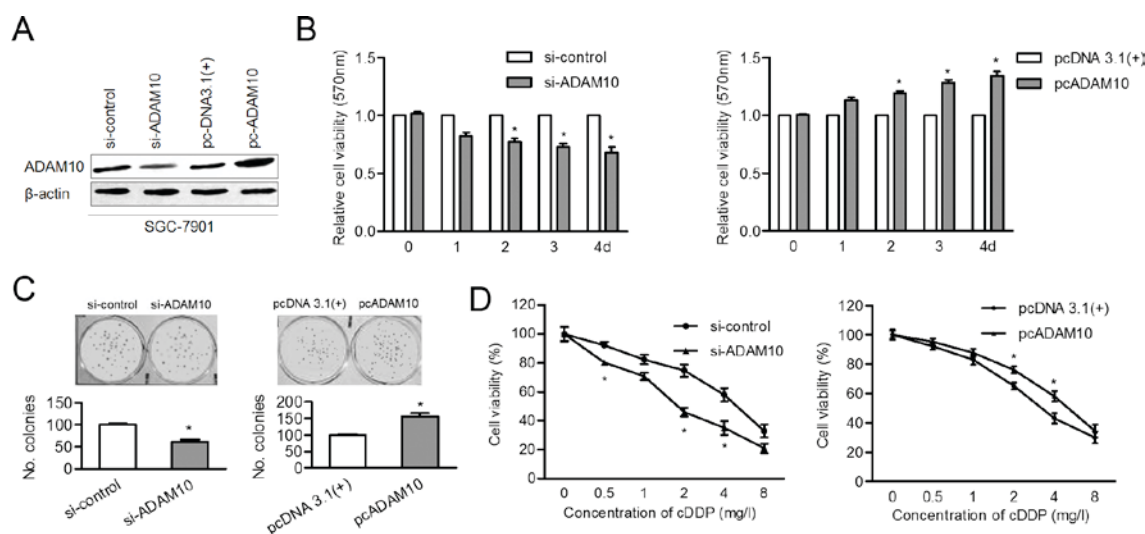 A
si-control
si-ADAM10
pc-DNA3.1(+)
pc-ADAM10
ADAM10
β-actin
SGC-7901
B
Relative cell viability (570nm)
1.5
1.0
0.5
0.0
0 1 2 3 4d
si-control
si-ADAM10
* * *
Relative cell viability (570nm)
1.5
1.0
0.5
0.0
0 1 2 3 4d
pcDNA 3.1(+)
pcADAM10
* * *
C
si-control si-ADAM10
No. colonies
150
100
50
0
*
si-control
si-ADAM10
pcDNA 3.1(+) pcADAM10
No. colonies
200
150
100
50
0
*
pcDNA 3.1(+)
pcADAM10
D
Cell viability (%)
120
100
80
60
40
20
0
si-control
si-ADAM10
* * *
0 0.5 1 2 4 8
Concentration of cDDP (mg/l)
Cell viability (%)
120
100
80
60
40
20
0
pcDNA 3.1(+)
pcADAM10
* *
0 0.5 1 2 4 8
Concentration of cDDP (mg/l)